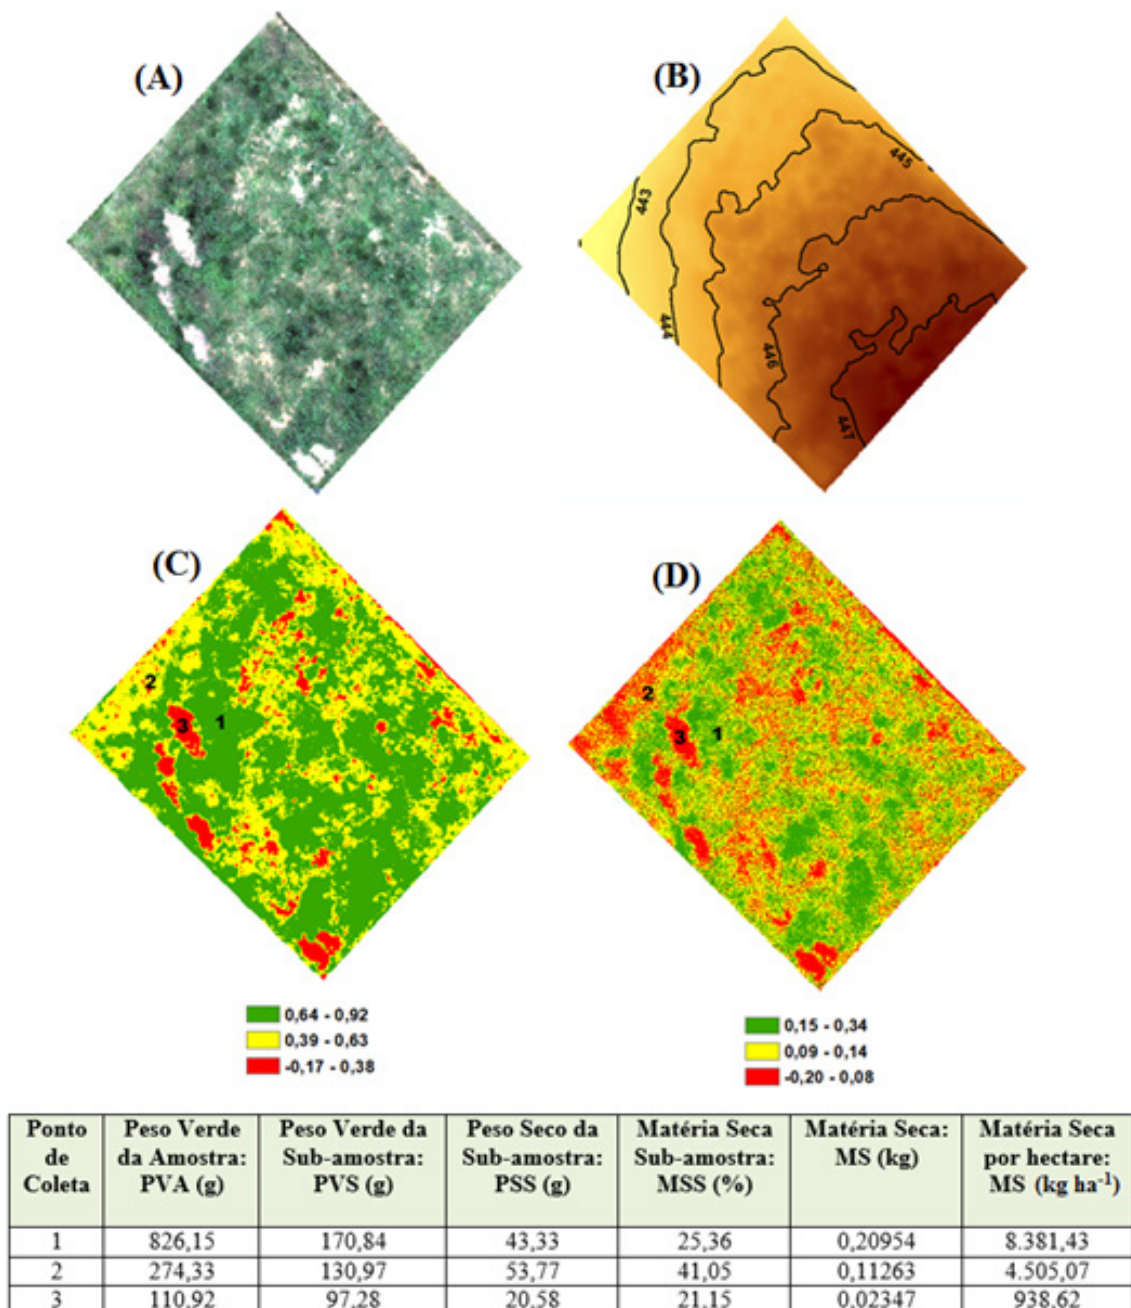 (A)
(B)
443
444
445
446
447
(C)
2
3
1
0,64 - 0,92
0,39 - 0,63
-0,17 - 0,38
(D)
2
3
1
0,15 - 0,34
0,09 - 0,14
-0,20 - 0,08
Ponto de Coleta | Peso Verde da Amostra: PVA (g) | Peso Verde da Sub-amostra: PVS (g) | Peso Seco da Sub-amostra: PSS (g) | Matéria Seca Sub-amostra: MSS (%) | Matéria Seca: MS (kg) | Matéria Seca por hectare: MS (kg ha⁻¹)
1 | 826,15 | 170,84 | 43,33 | 25,36 | 0,20954 | 8.381,43
2 | 274,33 | 130,97 | 53,77 | 41,05 | 0,11263 | 4.505,07
3 | 110,92 | 97,28 | 20,58 | 21,15 | 0,02347 | 938,62